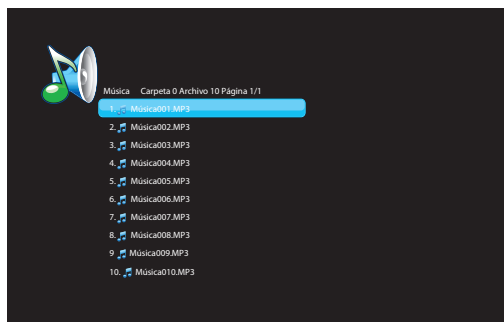 Música Carpeta 0 Archivo 10 Página 1/1
1. Música001.MP3
2. Música002.MP3
3. Música003.MP3
4. Música004.MP3
5. Música005.MP3
6. Música006.MP3
7. Música007.MP3
8. Música008.MP3
9 Música009.MP3
10. Música010.MP3